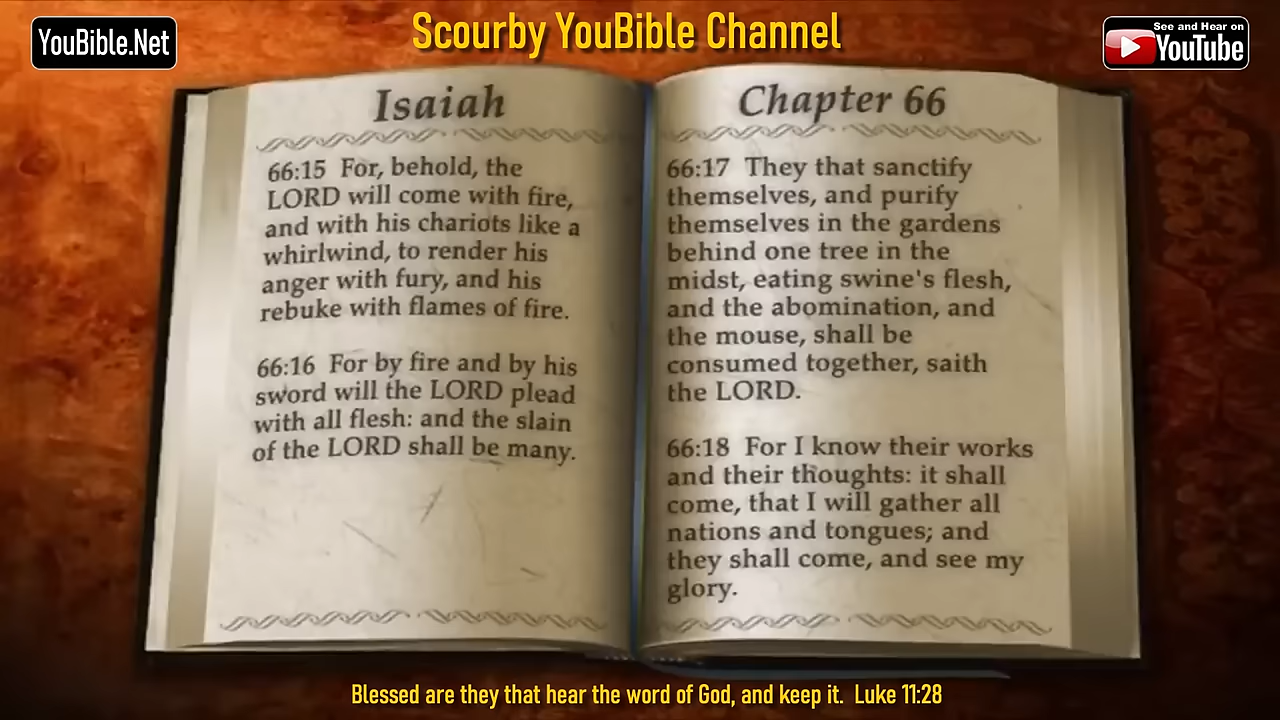 YouBible.Net
Scourby YouBible Channel
See and Hear on
YouTube
Isaiah
66:15 For, behold, the
LORD will come with fire,
and with his chariots like a
whirlwind, to render his
anger with fury, and his
rebuke with flames of fire.
66:16 For by fire and by his
sword will the LORD plead
with all flesh: and the slain
of the LORD shall be many.
Chapter 66
66:17 They that sanctify
themselves, and purify
themselves in the gardens
behind one tree in the
midst, eating swine's flesh,
and the abomination, and
the mouse, shall be
consumed together, saith
the LORD.
66:18 For I know their works
and their thoughts: it shall
come, that I will gather all
nations and tongues; and
they shall come, and see my
glory.
Blessed are they that hear the word of God, and keep it. Luke 11:28